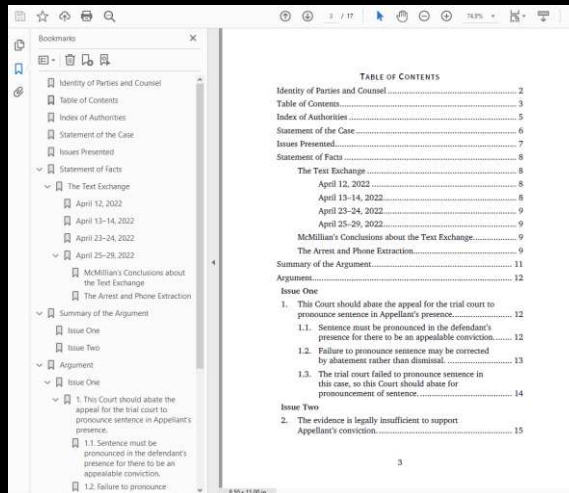 3 / 17
74.9%
Bookmarks
Identity of Parties and Counsel
Table of Contents
Index of Authorities
Statement of the Case
Issues Presented
Statement of Facts
The Text Exchange
April 12, 2022
April 13–14, 2022
April 23–24, 2022
April 25–29, 2022
McMillian's Conclusions about
the Text Exchange
The Arrest and Phone Extraction
Summary of the Argument
Issue One
Issue Two
Argument
Issue One
1. This Court should abate the
appeal for the trial court to
pronounce sentence in Appellant's
presence.
1.1. Sentence must be
pronounced in the defendant's
presence for there to be an
appealable conviction.
1.2. Failure to pronounce
TABLE OF CONTENTS
Identity of Parties and Counsel 2
Table of Contents 3
Index of Authorities 5
Statement of the Case 6
Issues Presented 7
Statement of Facts 8
The Text Exchange 8
April 12, 2022 8
April 13–14, 2022 8
April 23–24, 2022 9
April 25–29, 2022 9
McMillian's Conclusions about the Text Exchange 9
The Arrest and Phone Extraction 9
Summary of the Argument 11
Argument 12
Issue One
1. This Court should abate the appeal for the trial court to
pronounce sentence in Appellant's presence. 12
1.1. Sentence must be pronounced in the defendant's
presence for there to be an appealable conviction. 12
1.2. Failure to pronounce sentence may be corrected
by abatement rather than dismissal. 13
1.3. The trial court failed to pronounce sentence in
this case, so this Court should abate for
pronouncement of sentence. 14
Issue Two
2. The evidence is legally insufficient to support
Appellant's conviction. 15
3
8.50 x 11.00 in